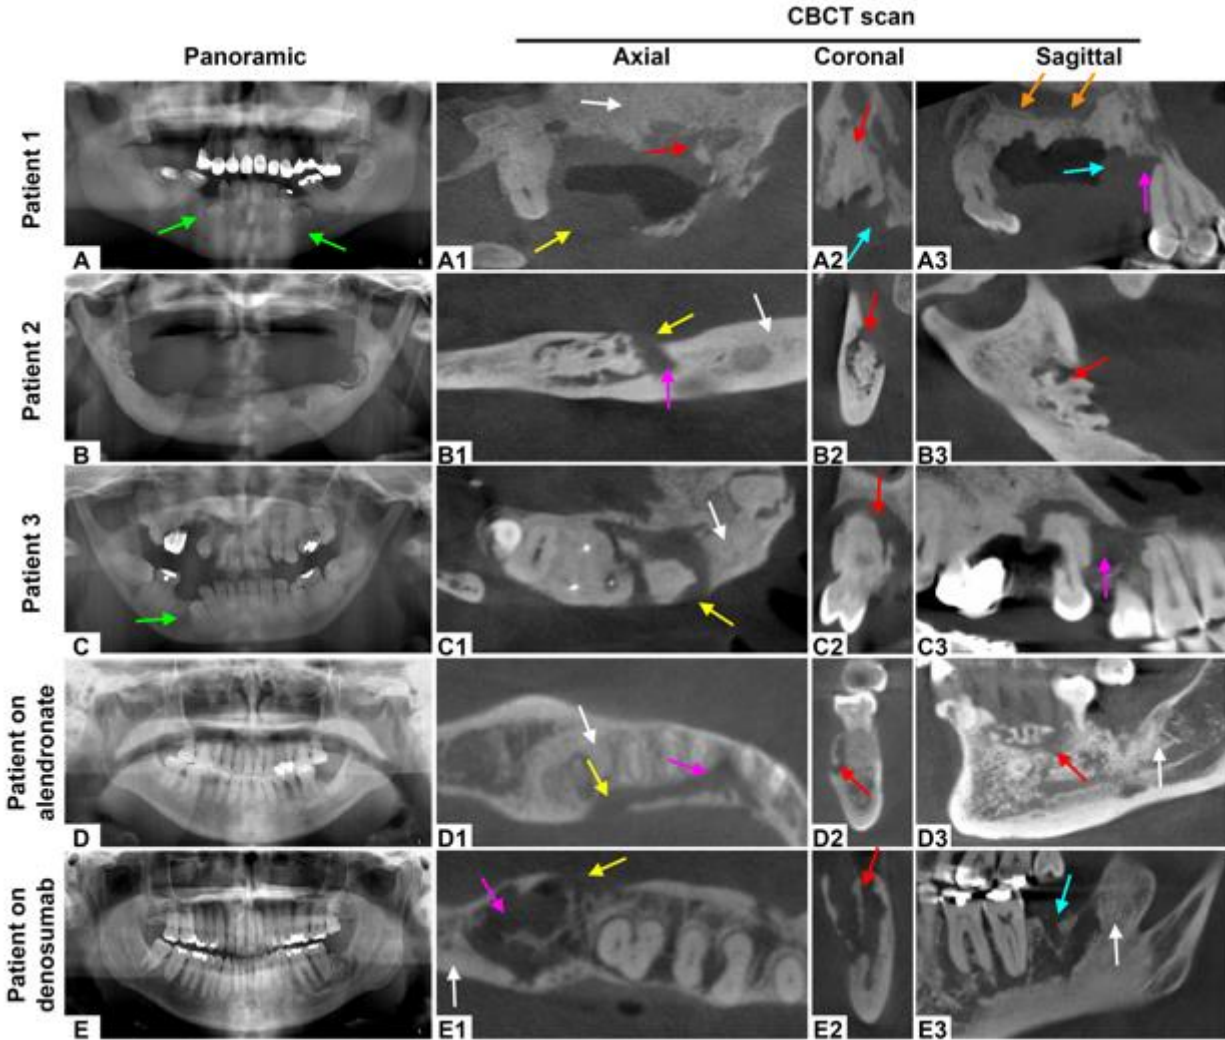 CBCT scan
Panoramic Axial Coronal Sagittal
Patient 1
A A1 A2 A3
Patient 2
B B1 B2 B3
Patient 3
C C1 C2 C3
Patient on
alendronate
D D1 D2 D3
Patient on
denosumab
E E1 E2 E3